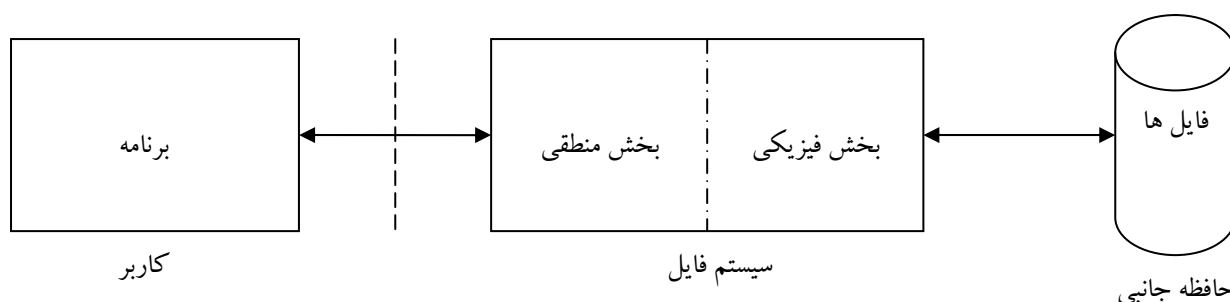 فایل ها
برنامه
بخش منطقی
بخش فیزیکی
کاربر
سیستم فایل
حافظه جانبی